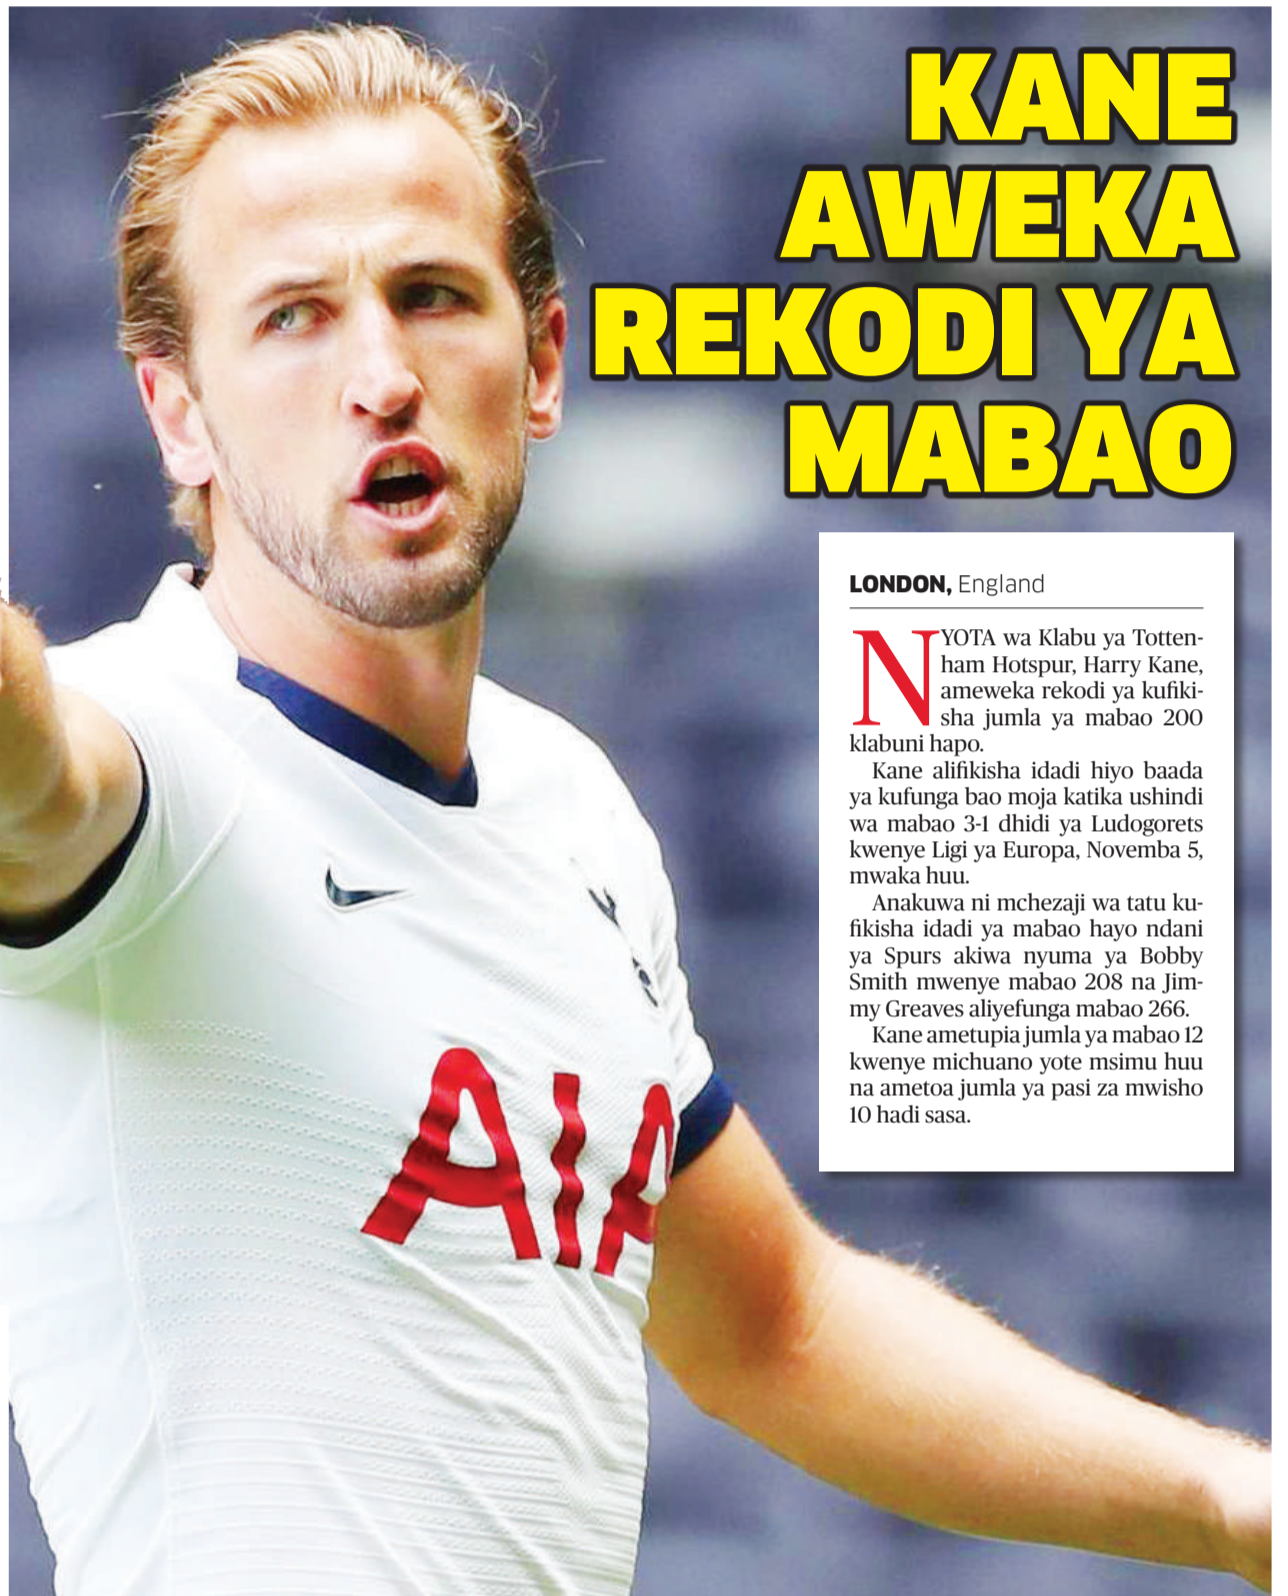 KANE
AWEKA
REKODI YA
MABAO
LONDON, England
NYOTA wa Klabu ya Totten-
ham Hotspur, Harry Kane,
ameweka rekodi ya kufiki-
sha jumla ya mabao 200
klabuni hapo.
Kane alifikisha idadi hiyo baada
ya kufunga bao moja katika ushindi
wa mabao 3-1 dhidi ya Ludogorets
kwenye Ligi ya Europa, Novemba 5,
mwaka huu.
Anakuwa ni mchezaji wa tatu ku-
fikisha idadi ya mabao hayo ndani
ya Spurs akiwa nyuma ya Bobby
Smith mwenye mabao 208 na Jim-
my Greaves aliyefunga mabao 266.
Kane ametupia jumla ya mabao 12
kwenye michuano yote msimu huu
na ametoa jumla ya pasi za mwisho
10 hadi sasa.
AIA